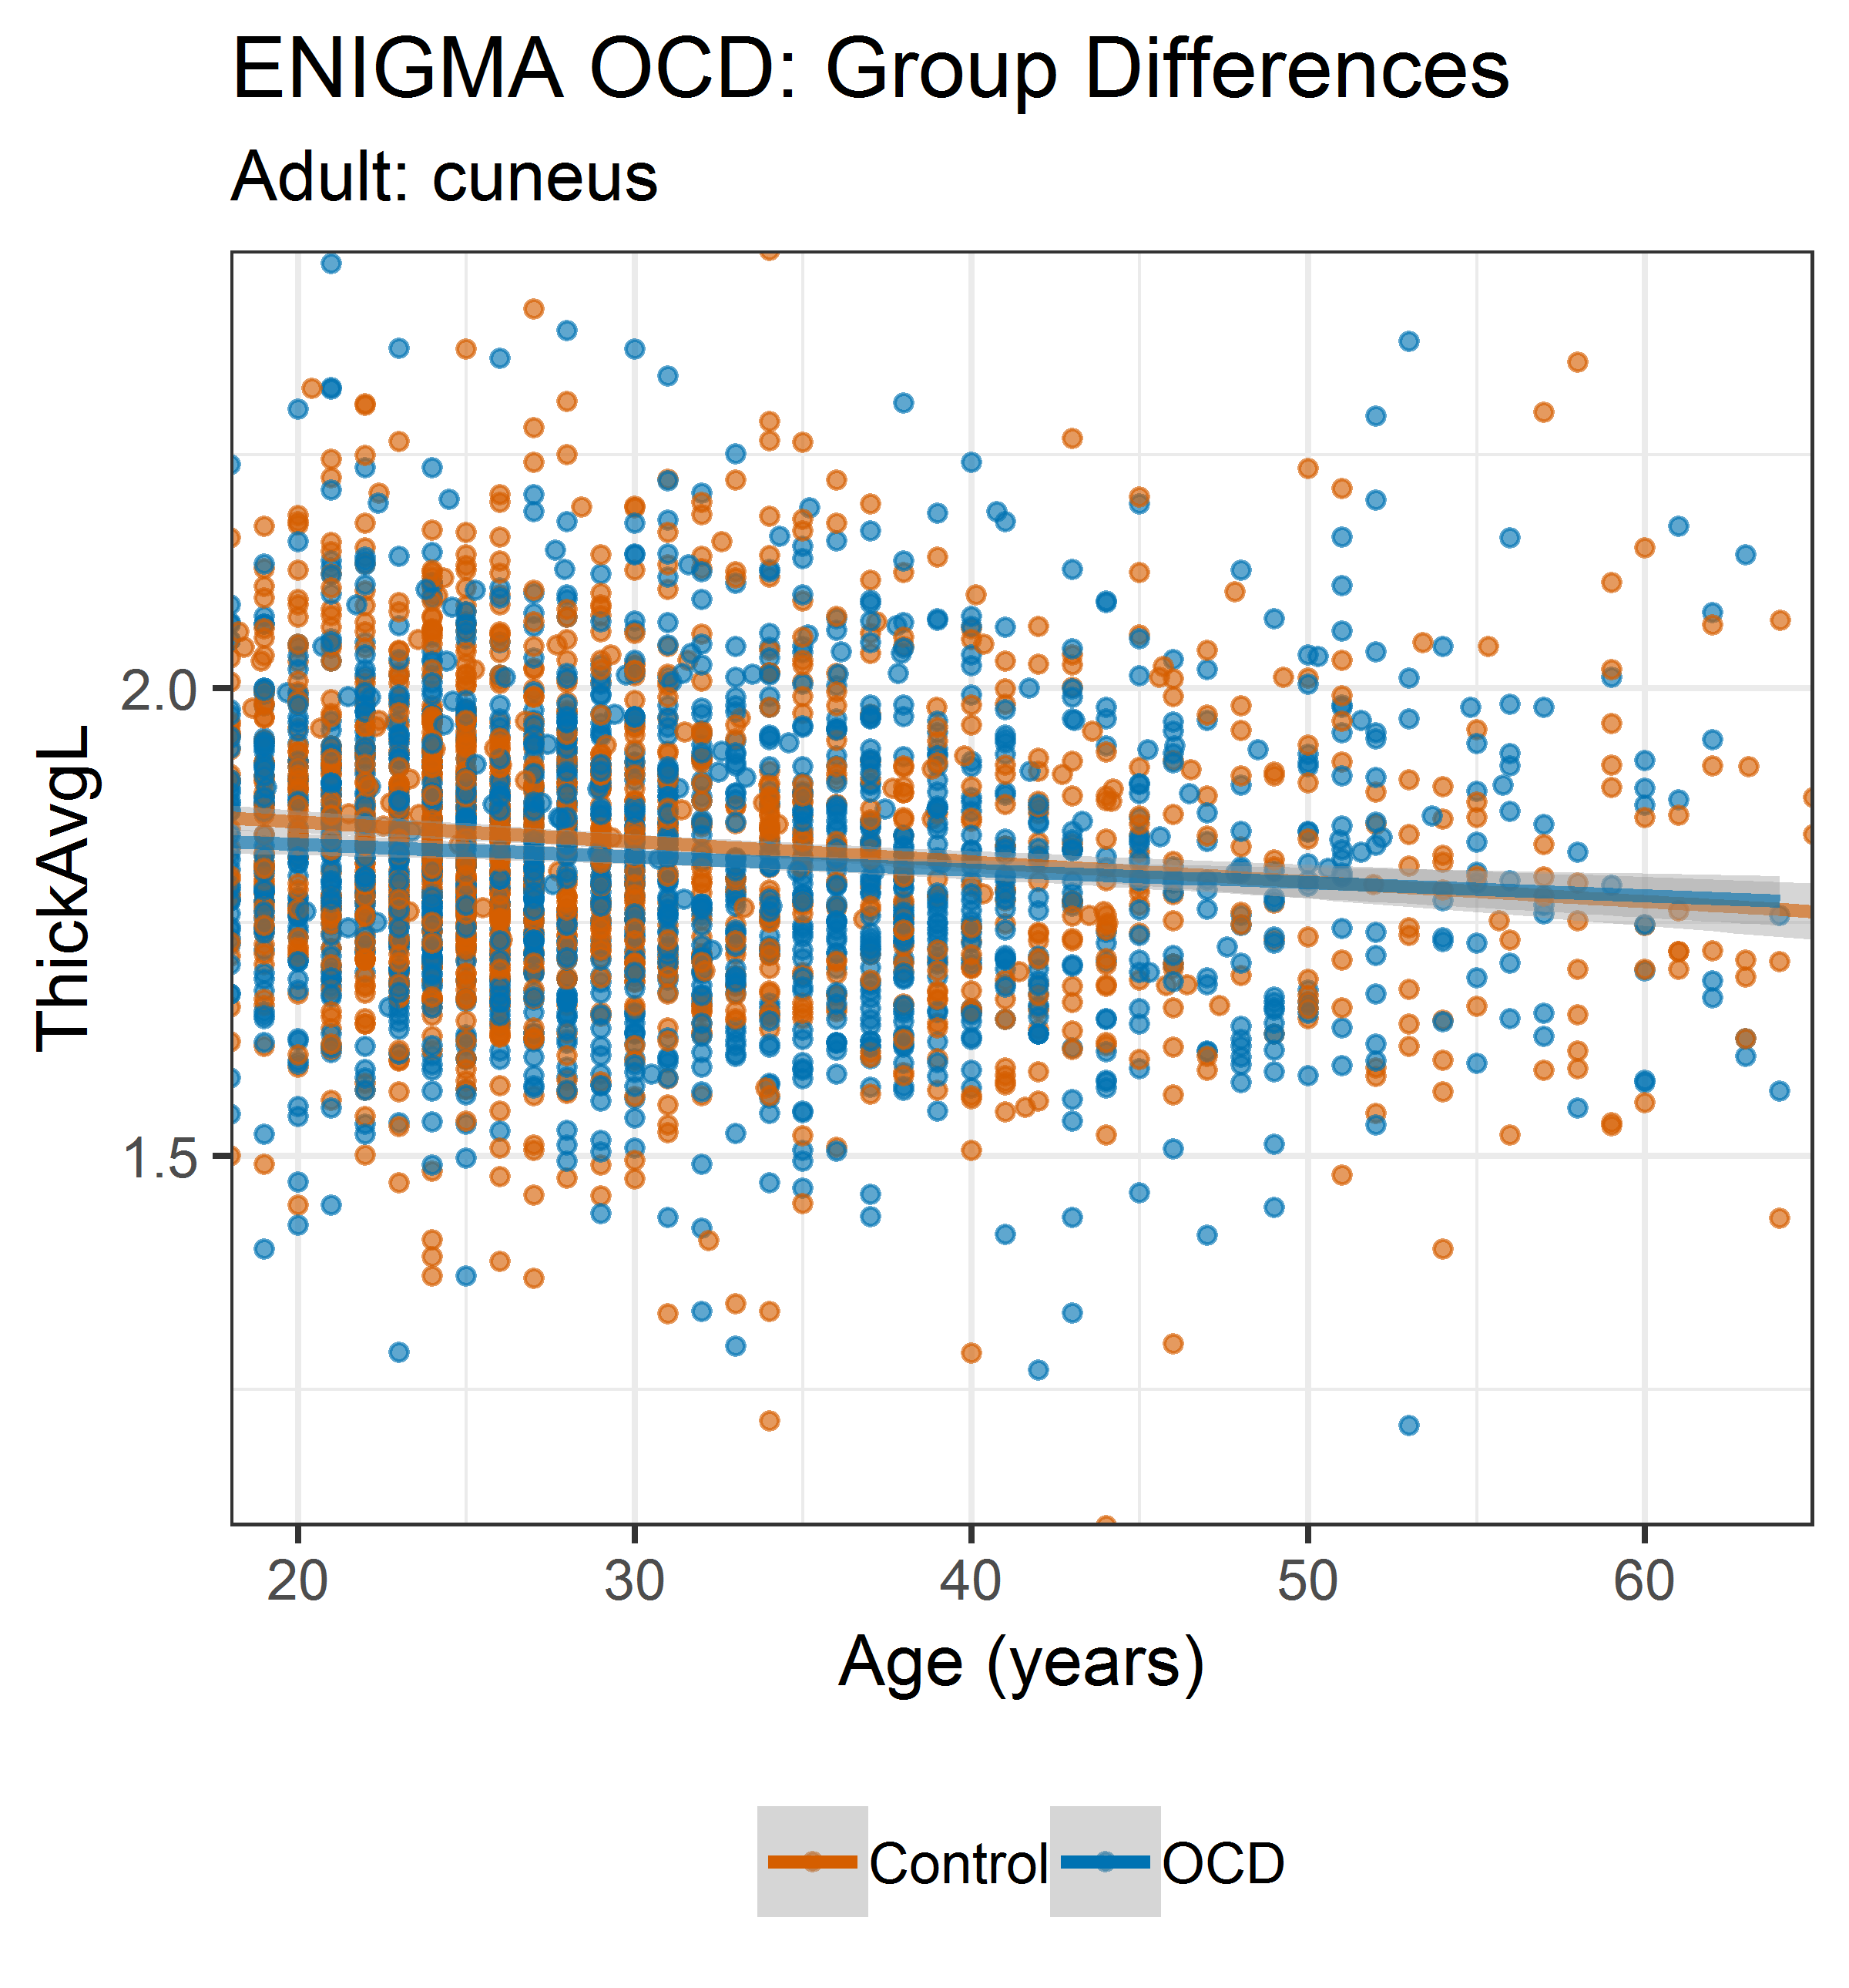 ENIGMA OCD: Group Differences
Adult: cuneus
ThickAvgL
2.0
1.5
20 30 40 50 60
Age (years)
Control OCD